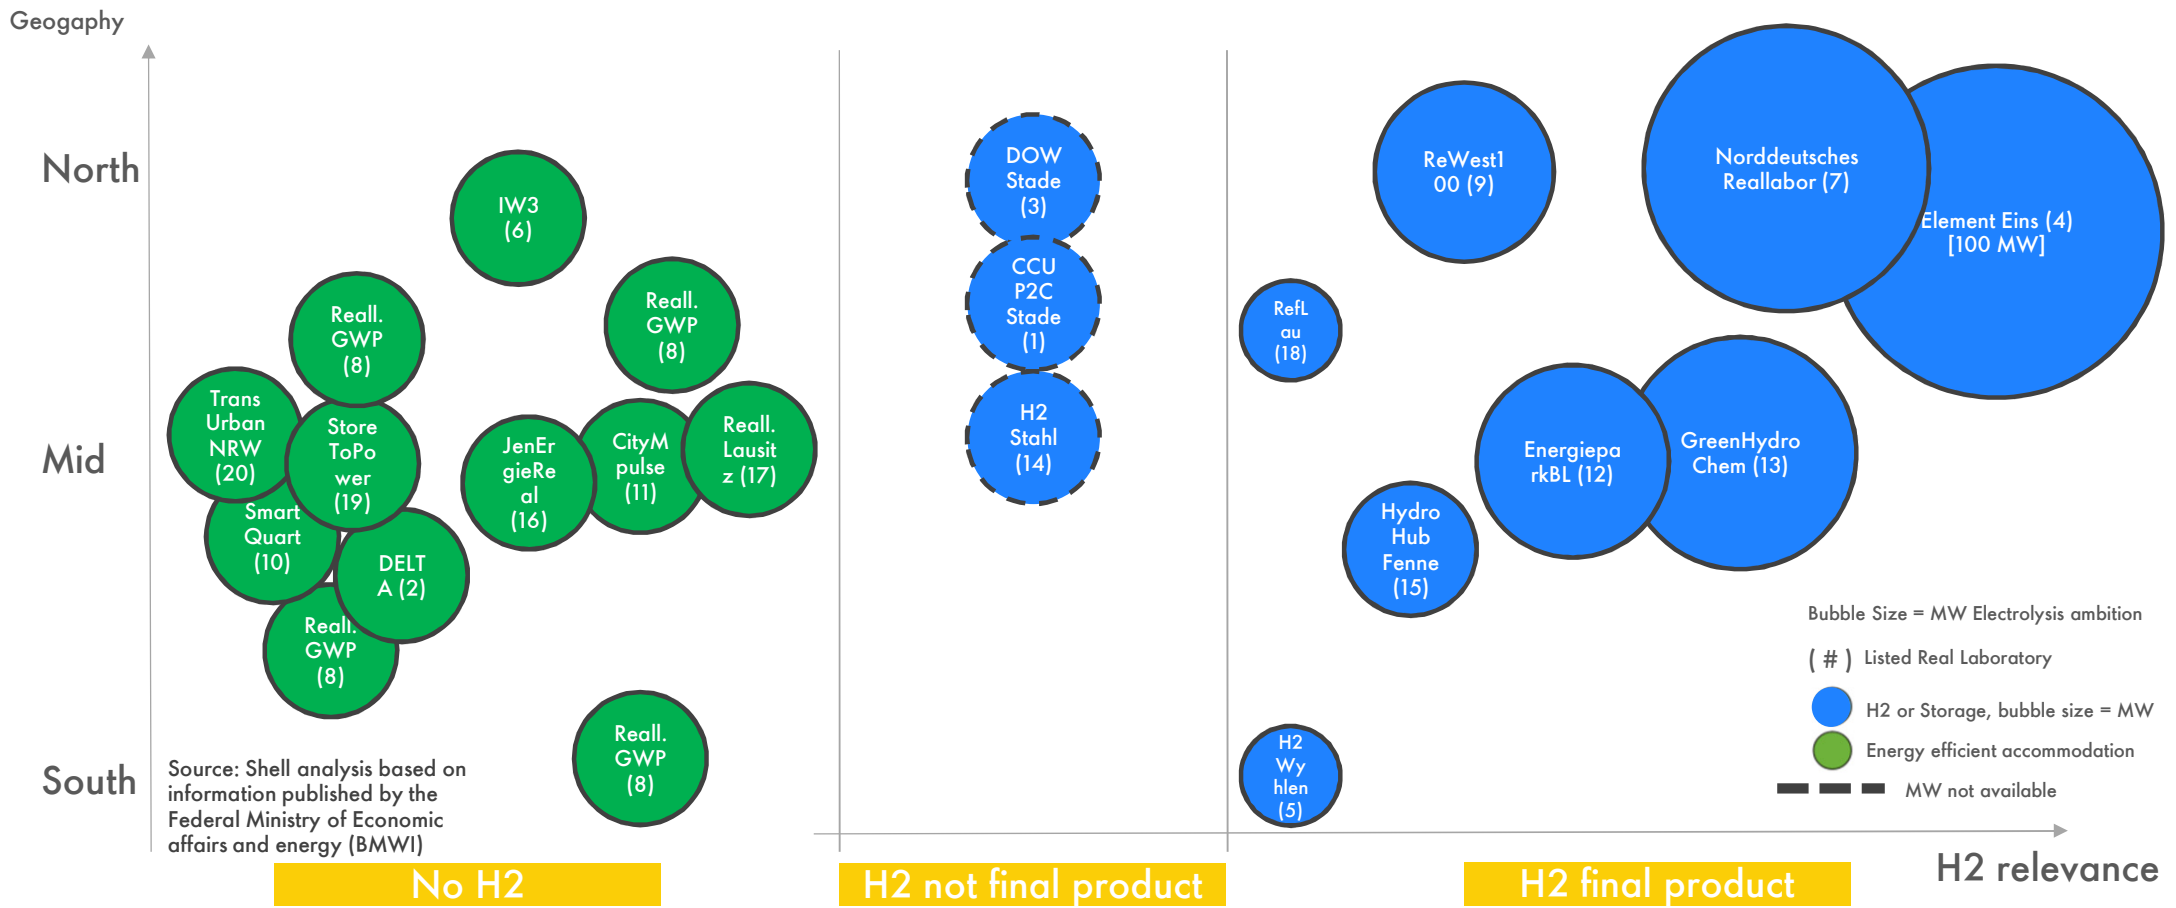 Geogaphy
North
Mid
South
IW3
(6)
Reall.
GWP
(8)
Reall.
GWP
(8)
Trans
Urban
NRW
(20)
Store
ToPo
wer
(19)
Smart
Quart
(10)
DELT
A (2)
Reall.
GWP
(8)
JenEr
gieRe
al
(16)
CityM
pulse
(11)
Reall.
Lausit
z (17)
Reall.
GWP
(8)
Source: Shell analysis based on
information published by the
Federal Ministry of Economic
affairs and energy (BMWI)
DOW
Stade
(3)
CCU
P2C
Stade
(1)
H2
Stahl
(14)
ReWest1
00 (9)
Norddeutsches
Reallabor (7)
Element Eins (4)
[100 MW]
RefL
au
(18)
Energiepa
rkBL (12)
GreenHydro
Chem (13)
Hydro
Hub
Fenne
(15)
H2
Wy
hlen
(5)
Bubble Size = MW Electrolysis ambition
( # ) Listed Real Laboratory
H2 or Storage, bubble size = MW
Energy efficient accommodation
MW not available
No H2
H2 not final product
H2 final product
H2 relevance